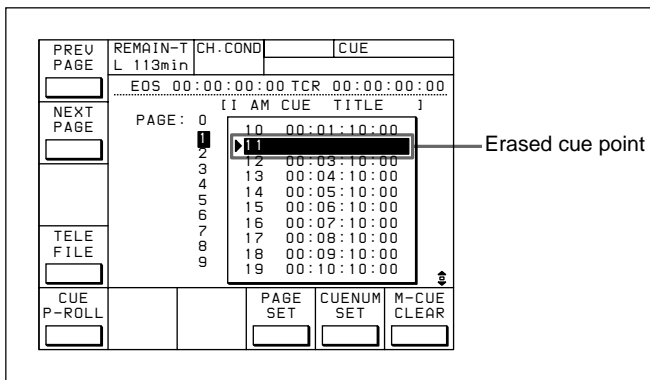 PREV PAGE
REMAIN-T CH.COND CUE
L 113min
EOS 00:00:00:00 TCR 00:00:00:00
[I AM CUE TITLE ]
NEXT PAGE
PAGE: 0
1
2
3
4
5
6
7
8
9
10 00:01:10:00
11
12 00:03:10:00
13 00:04:10:00
14 00:05:10:00
15 00:06:10:00
16 00:07:10:00
17 00:08:10:00
18 00:09:10:00
19 00:10:10:00
Erased cue point
TELE FILE
CUE P-ROLL
PAGE SET
CUENUM SET
M-CUE CLEAR